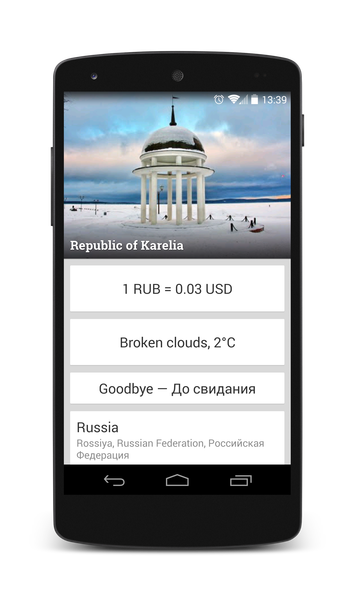 13:39
Republic of Karelia
1 RUB = 0.03 USD
Broken clouds, 2°C
Goodbye — До свидания
Russia
Rossiya, Russian Federation, Российская
Федерация